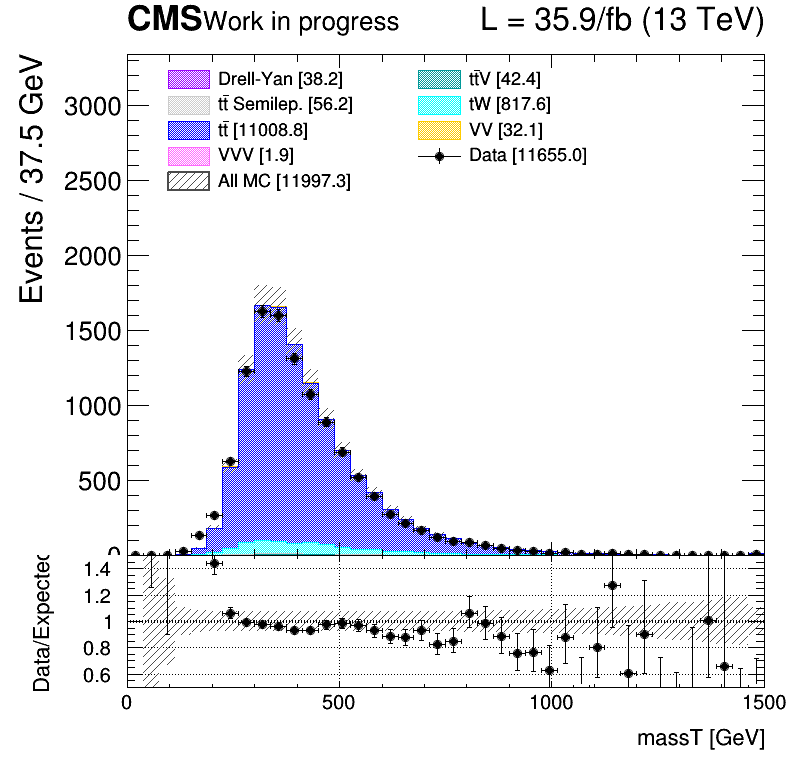 CMS Work in progress L = 35.9/fb (13 TeV)
Events / 37.5 GeV
Drell-Yan [38.2] tt̄V [42.4]
tt̄ Semilep. [56.2] tW [817.6]
tt̄ [11008.8] VV [32.1]
VVV [1.9] Data [11655.0]
All MC [11997.3]
3000
2500
2000
1500
1000
500
0
Data/Expected
1.4
1.2
1
0.8
0.6
0 500 1000 1500
massT [GeV]